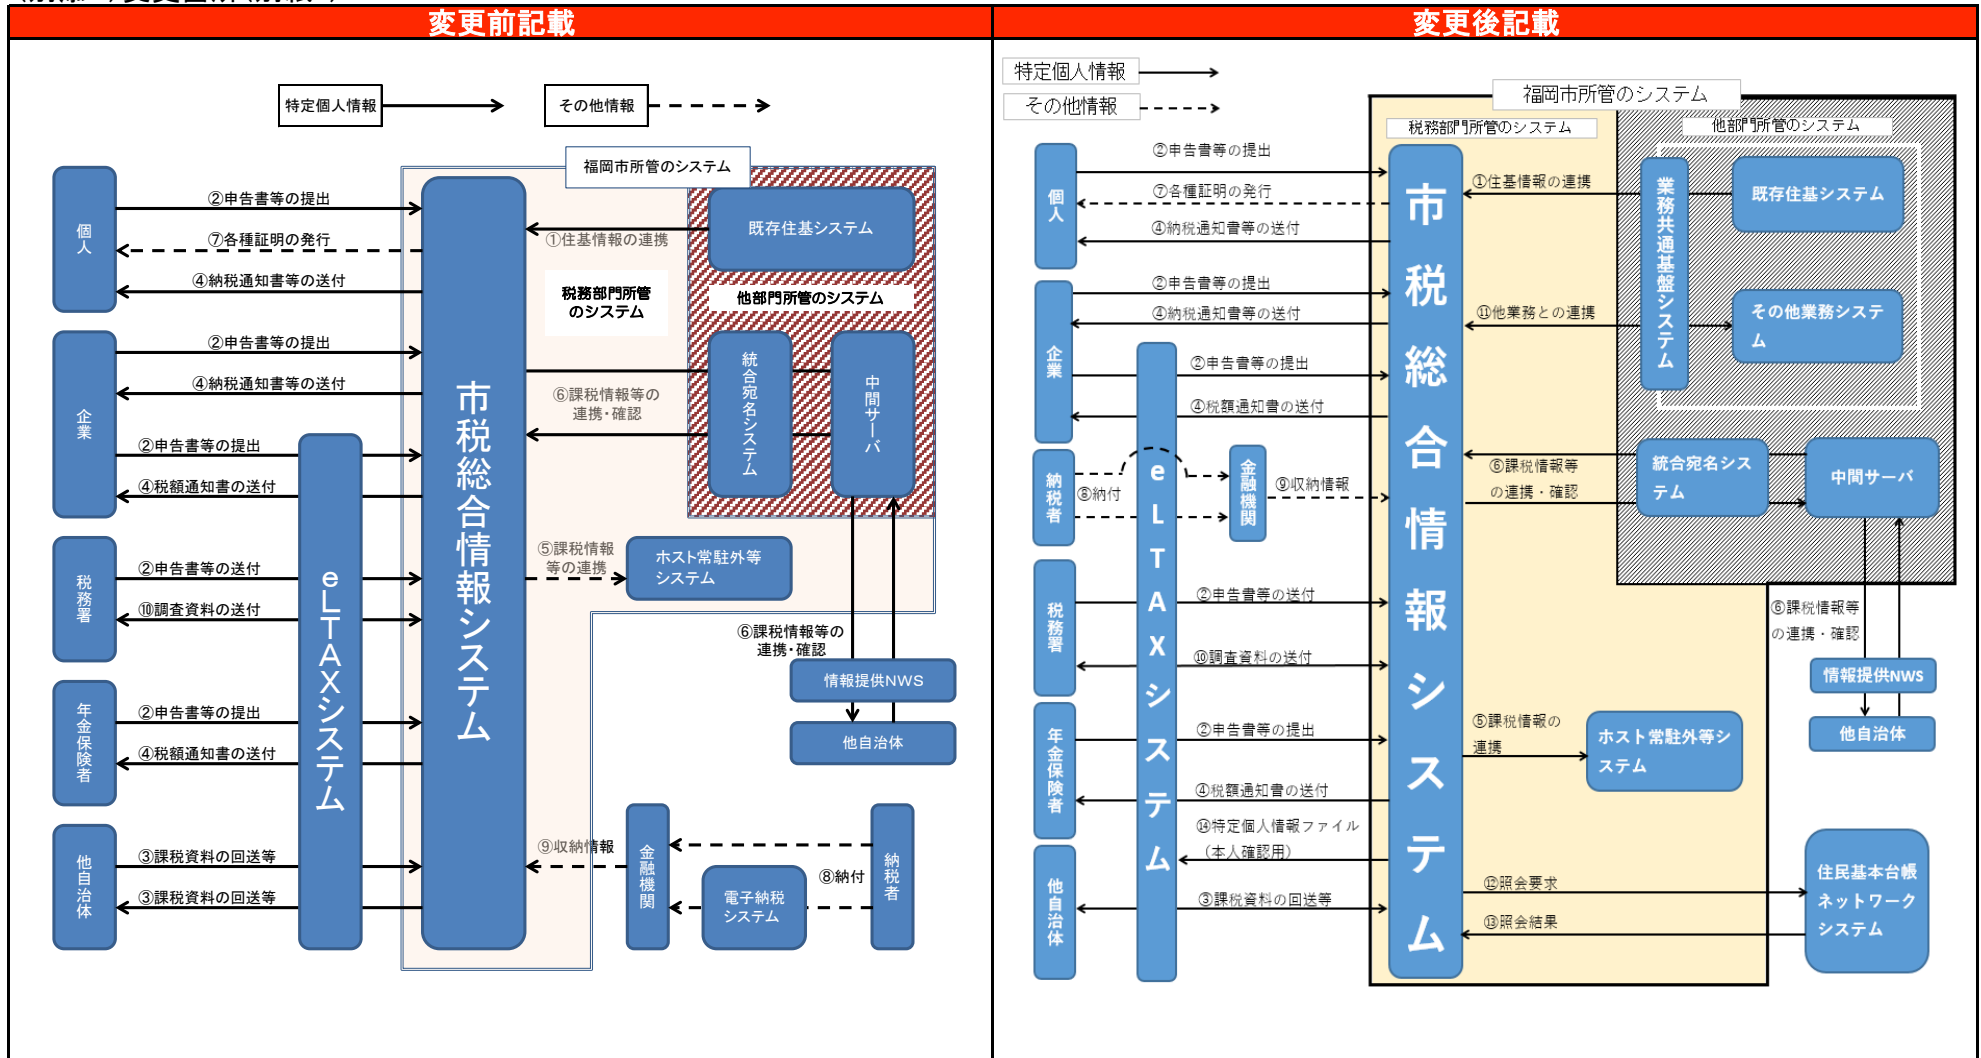 変更前記載
特定個人情報
その他情報
福岡市所管のシステム
個人
②申告書等の提出
⑦各種証明の発行
④納税通知書等の送付
企業
②申告書等の提出
④納税通知書等の送付
②申告書等の提出
④税額通知書の送付
税務署
②申告書等の送付
⑩調査資料の送付
年金保険者
②申告書等の提出
④税額通知書の送付
他自治体
③課税資料の回送等
③課税資料の回送等
eLTAXシステム
市税総合情報システム
①住基情報の連携
既存住基システム
税務部門所管
のシステム
他部門所管のシステム
⑥課税情報等の
連携・確認
統合宛名システム
中間サーバ
⑤課税情報
等の連携
ホスト常駐外等
システム
⑥課税情報等の
連携・確認
情報提供NWS
他自治体
⑨収納情報
金融機関
電子納税
システム
⑧納付
納税者
変更後記載
特定個人情報
その他情報
福岡市所管のシステム
税務部門所管のシステム
他部門所管のシステム
個人
②申告書等の提出
⑦各種証明の発行
④納税通知書等の送付
企業
②申告書等の提出
④納税通知書等の送付
②申告書等の提出
④税額通知書の送付
納税者
⑧納付
金融機関
⑨収納情報
税務署
②申告書等の送付
⑩調査資料の送付
年金保険者
②申告書等の提出
④税額通知書の送付
⑭特定個人情報ファイル
（本人確認用）
他自治体
③課税資料の回送等
eLTAXシステム
市税総合情報システム
①住基情報の連携
業務共通基盤システム
既存住基システム
⑪他業務との連携
その他業務システ
ム
⑥課税情報等
の連携・確認
統合宛名シス
テム
中間サーバ
⑥課税情報等
の連携・確認
情報提供NWS
他自治体
⑤課税情報の
連携
ホスト常駐外等シ
ステム
⑫照会要求
⑬照会結果
住民基本台帳
ネットワーク
システム